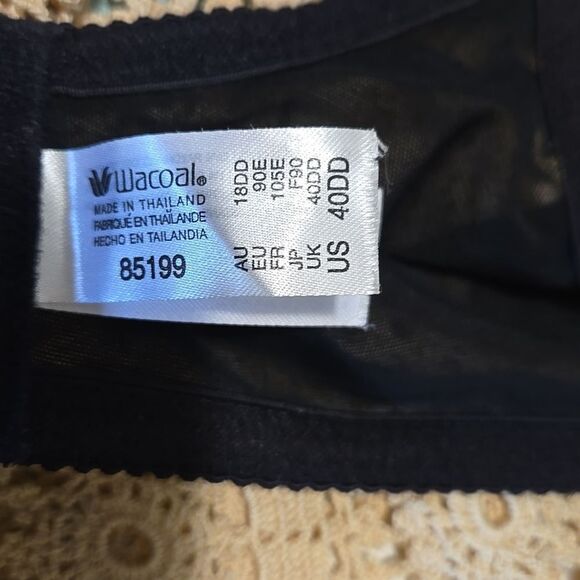 Wacoal®
MADE IN THAILAND
FABRIQUÉ EN THAÏLANDE
HECHO EN TAILANDIA
85199
AU 18DD
EU 90E
FR 105E
JP F90
UK 40DD
US 40DD